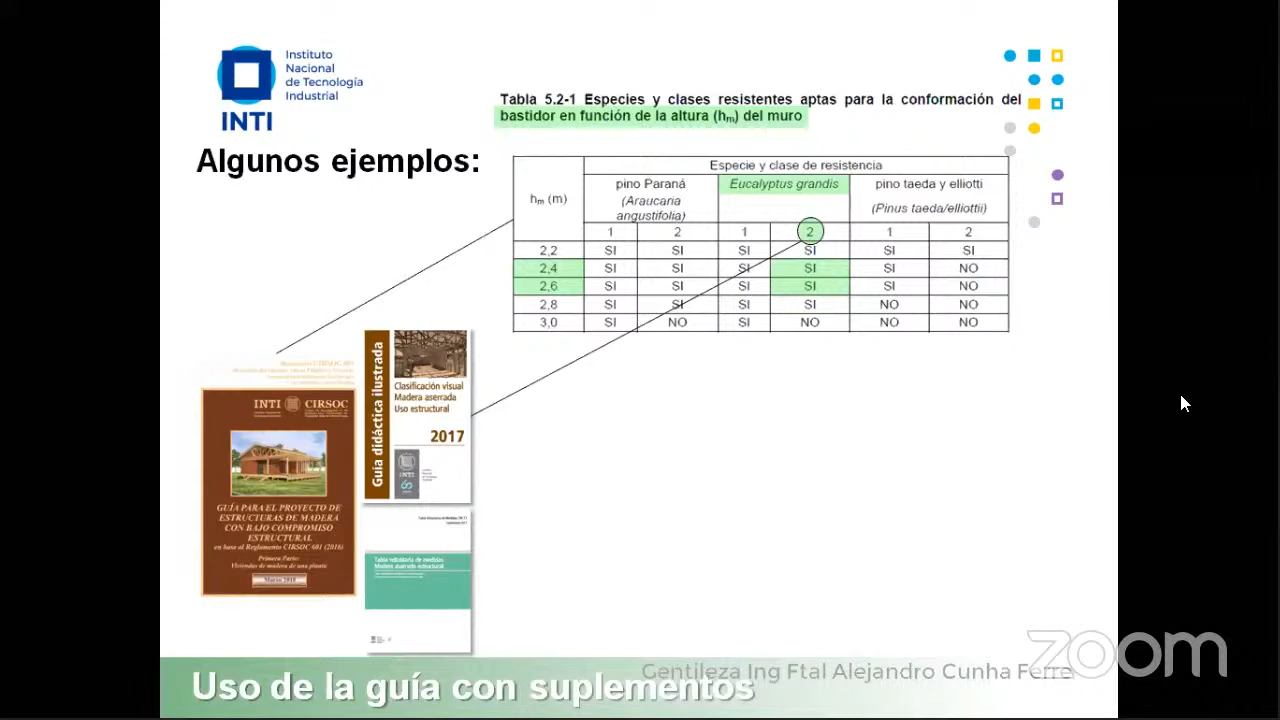 Instituto
Nacional
de Tecnología
Industrial
INTI
Algunos ejemplos:
Tabla 5.2-1 Especies y clases resistentes aptas para la conformación del
bastidor en función de la altura (hm) del muro
hm (m)
Especie y clase de resistencia
pino Paraná
(Araucaria
angustifolia)
Eucalyptus grandis
pino taeda y elliotti
(Pinus taeda/elliottii)
1 2 1 2 1 2
2,2 SI SI SI SI SI SI
2,4 SI SI SI SI SI NO
2,6 SI SI SI SI SI NO
2,8 SI SI SI SI NO NO
3,0 SI NO SI NO NO NO
INTI CIRSOC
GUÍA PARA EL PROYECTO DE
ESTRUCTURAS DE MADERA
CON BAJO COMPROMISO
ESTRUCTURAL
en base al Reglamento CIRSOC 601 (2016)
Primera Parte:
Viviendas de madera de una planta
Marzo 2018
Guía didáctica ilustrada
Clasificación visual
Madera aserrada
Uso estructural
2017
INTI
Madera aserrada estructural
zoom
Gentileza Ing Ftal Alejandro Cunha Ferre
Uso de la guía con suplementos